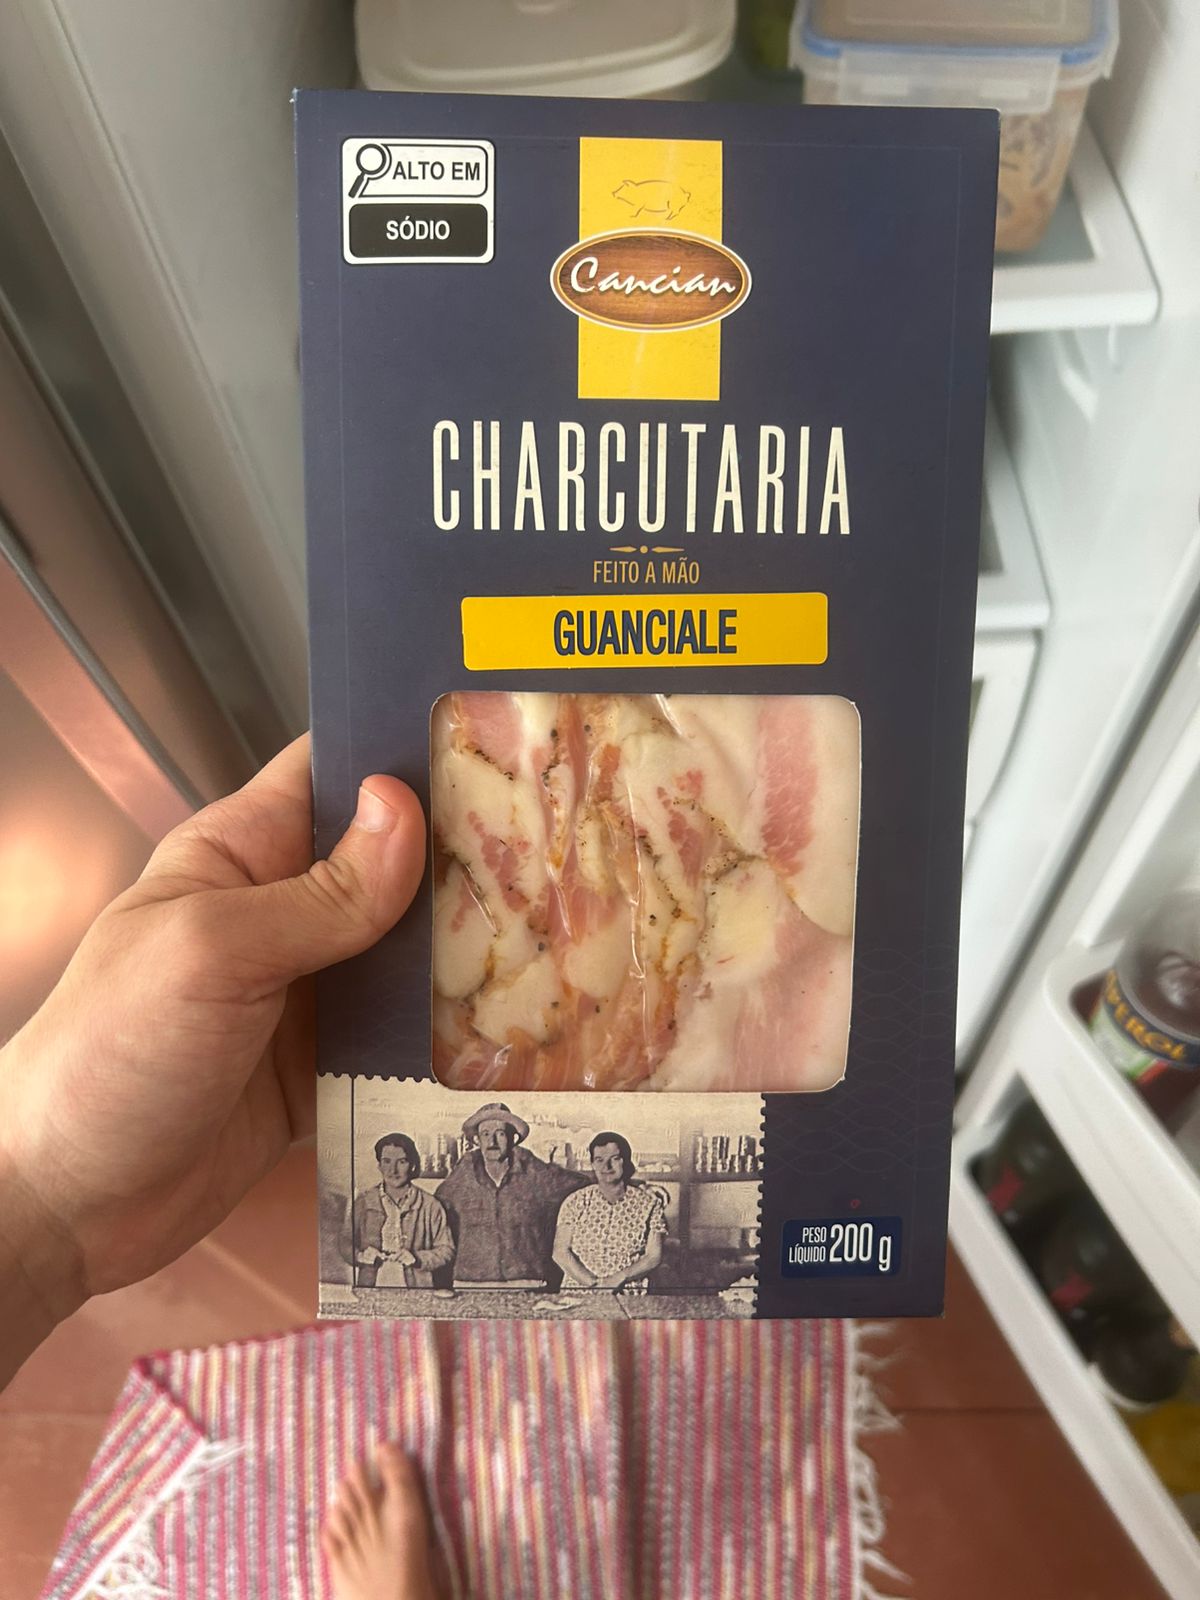 ALTO EM
SÓDIO
Cancian
CHARCUTARIA
FEITO A MÃO
GUANCIALE
PESO
LÍQUIDO 200 g